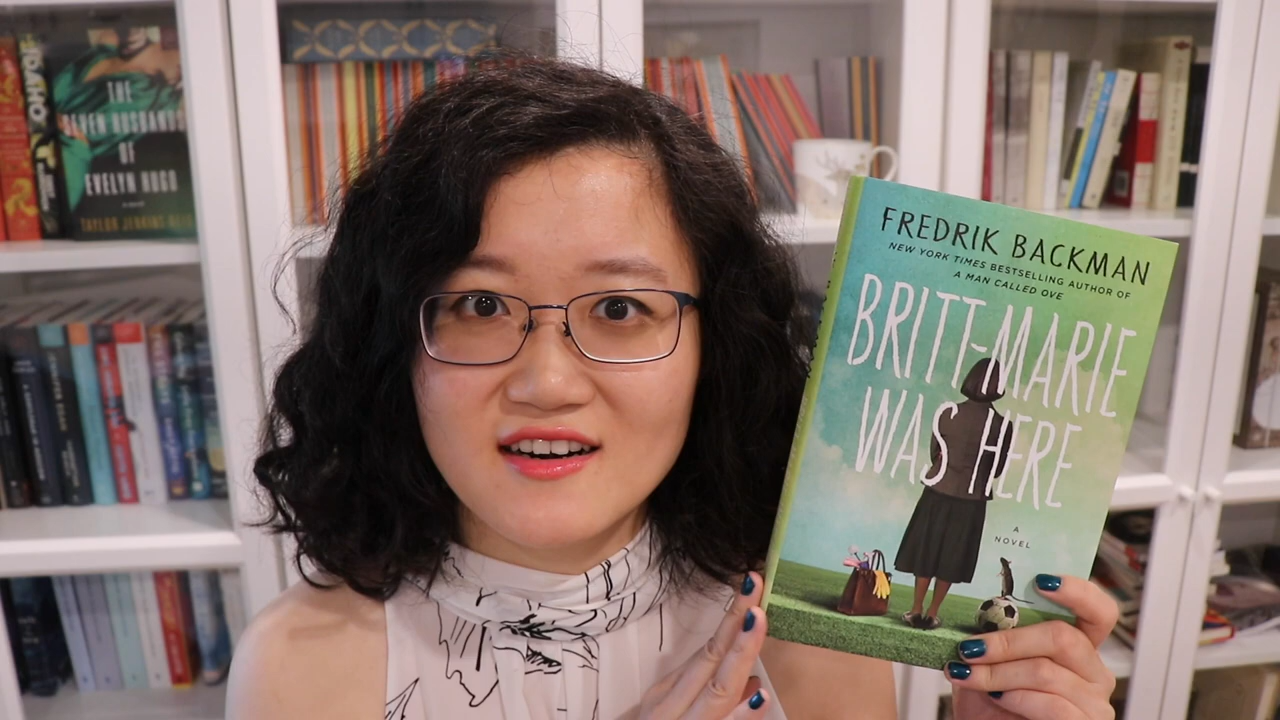 IDAHO
THE
SEVEN HUSBANDS
OF
EVELYN HUGO
TAYLOR JENKINS REID
FREDRIK BACKMAN
NEW YORK TIMES BESTSELLING AUTHOR OF
A MAN CALLED OVE
BRITT-MARIE
WAS HERE
A
NOVEL